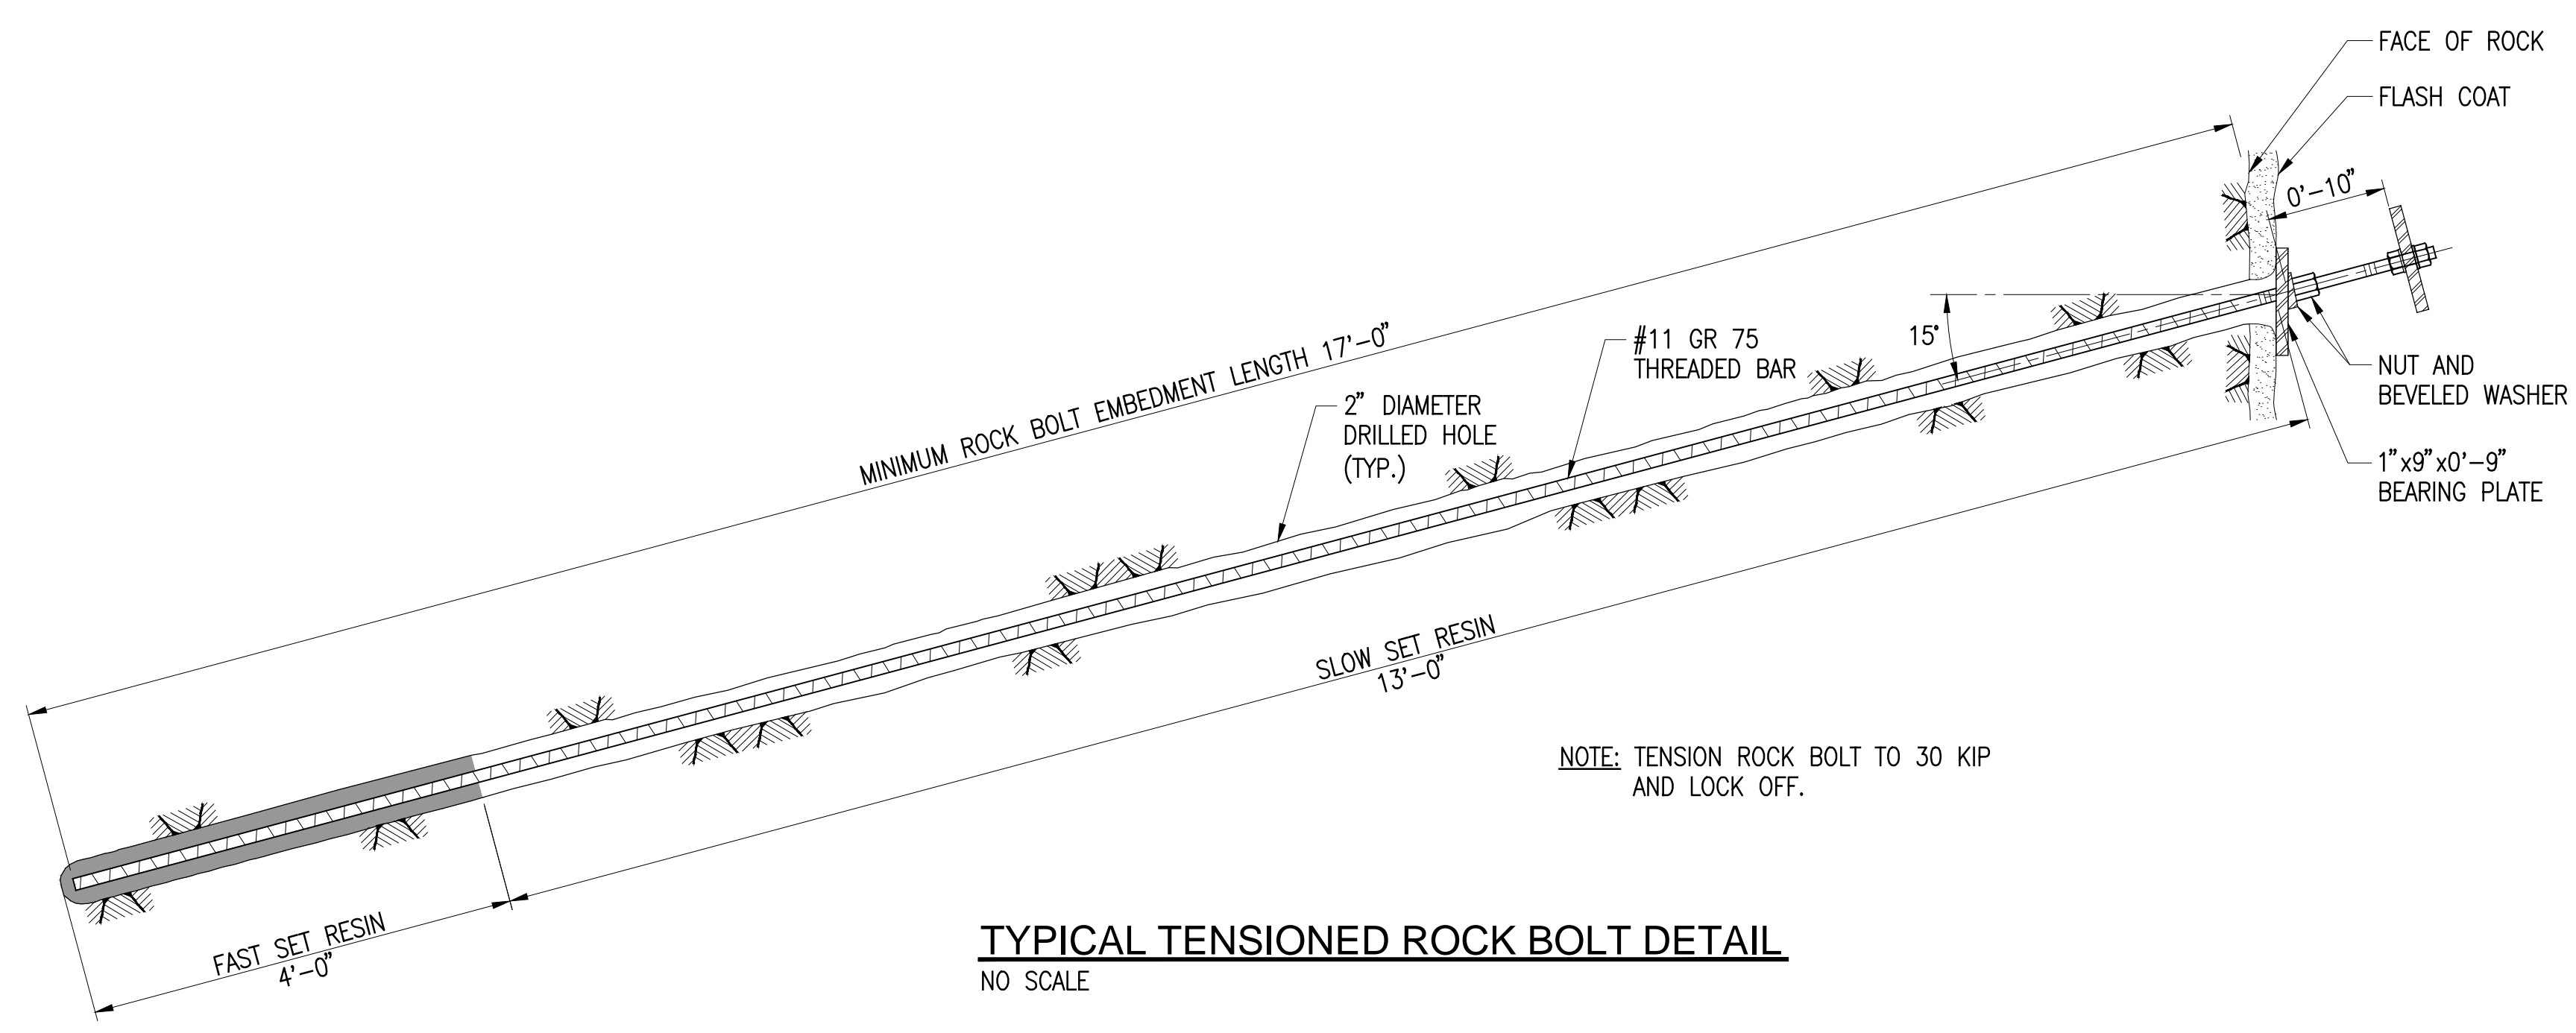 FACE OF ROCK
FLASH COAT
0'-10"
MINIMUM ROCK BOLT EMBEDMENT LENGTH 17'-0"
15°
#11 GR 75
THREADED BAR
2" DIAMETER
DRILLED HOLE
(TYP.)
NUT AND
BEVELED WASHER
1"x9"x0'-9"
BEARING PLATE
SLOW SET RESIN
13'-0"
NOTE: TENSION ROCK BOLT TO 30 KIP
AND LOCK OFF.
FAST SET RESIN
4'-0"
TYPICAL TENSIONED ROCK BOLT DETAIL
NO SCALE